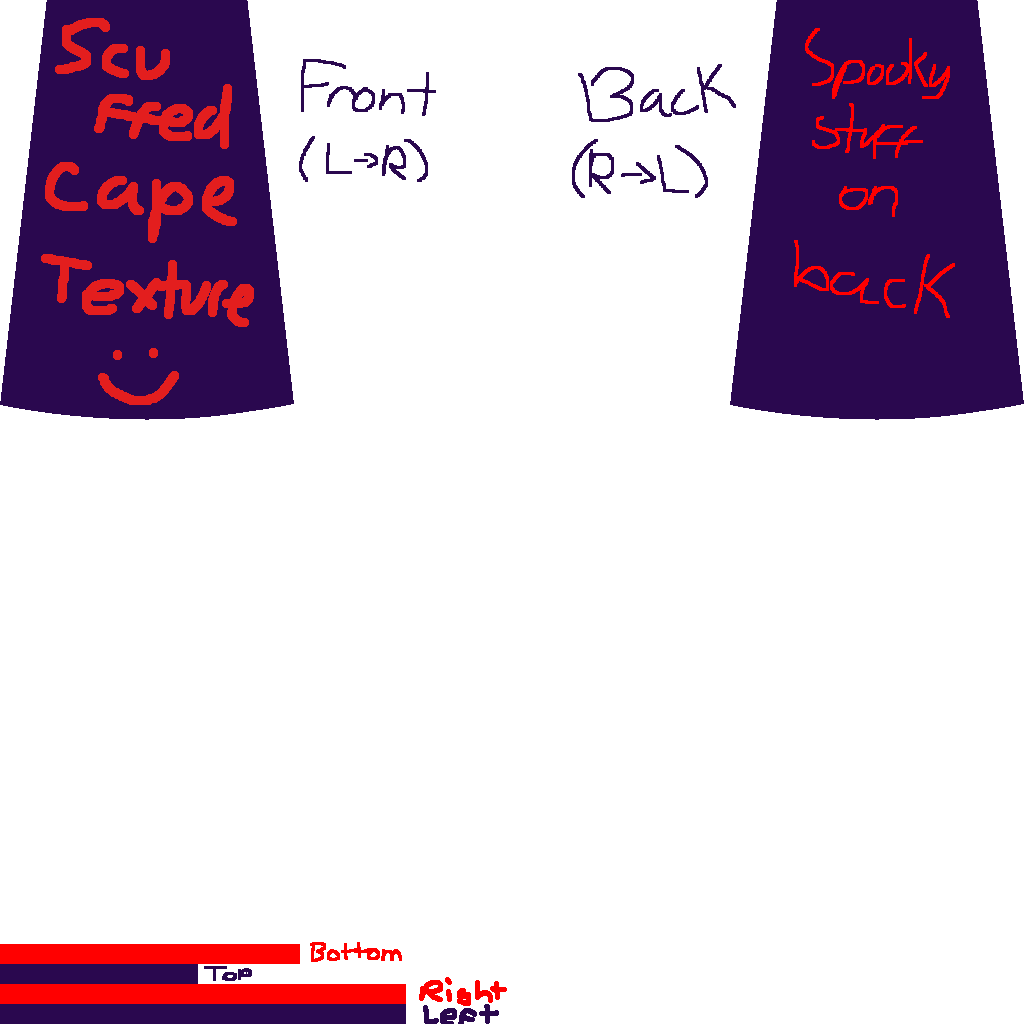 Scu
ffed
Cape
Texture
Front
(L→R)
Back
(R→L)
Spooky
stuff
on
back
Bottom
Top
Right
Left